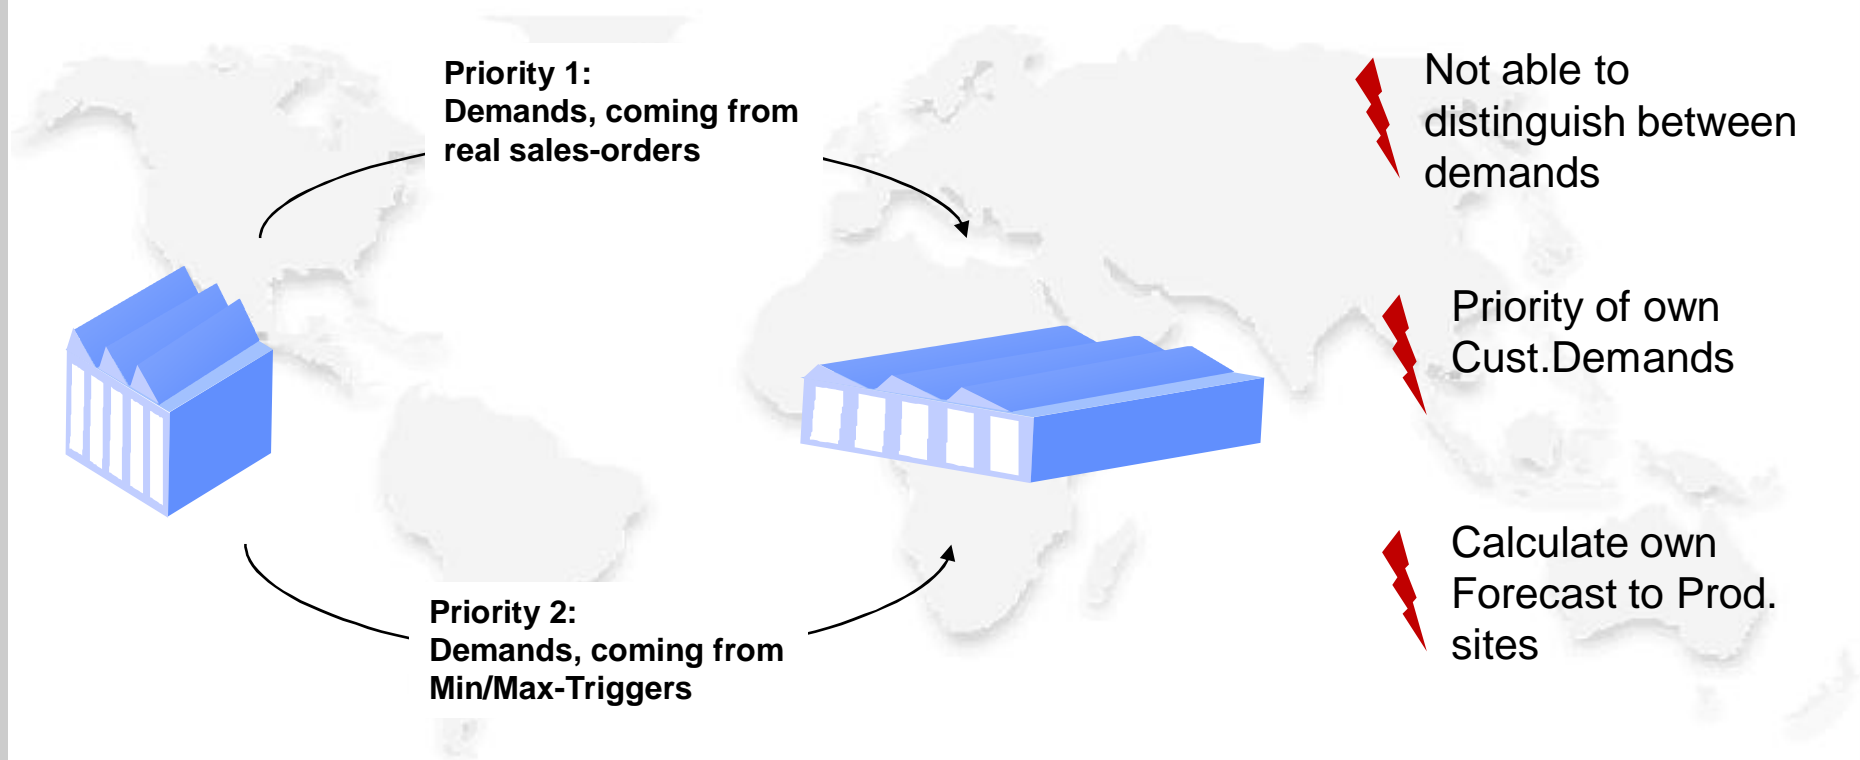 Priority 1:
Demands, coming from
real sales-orders
Not able to
distinguish between
demands
Priority of own
Cust.Demands
Calculate own
Forecast to Prod.
sites
Priority 2:
Demands, coming from
Min/Max-Triggers